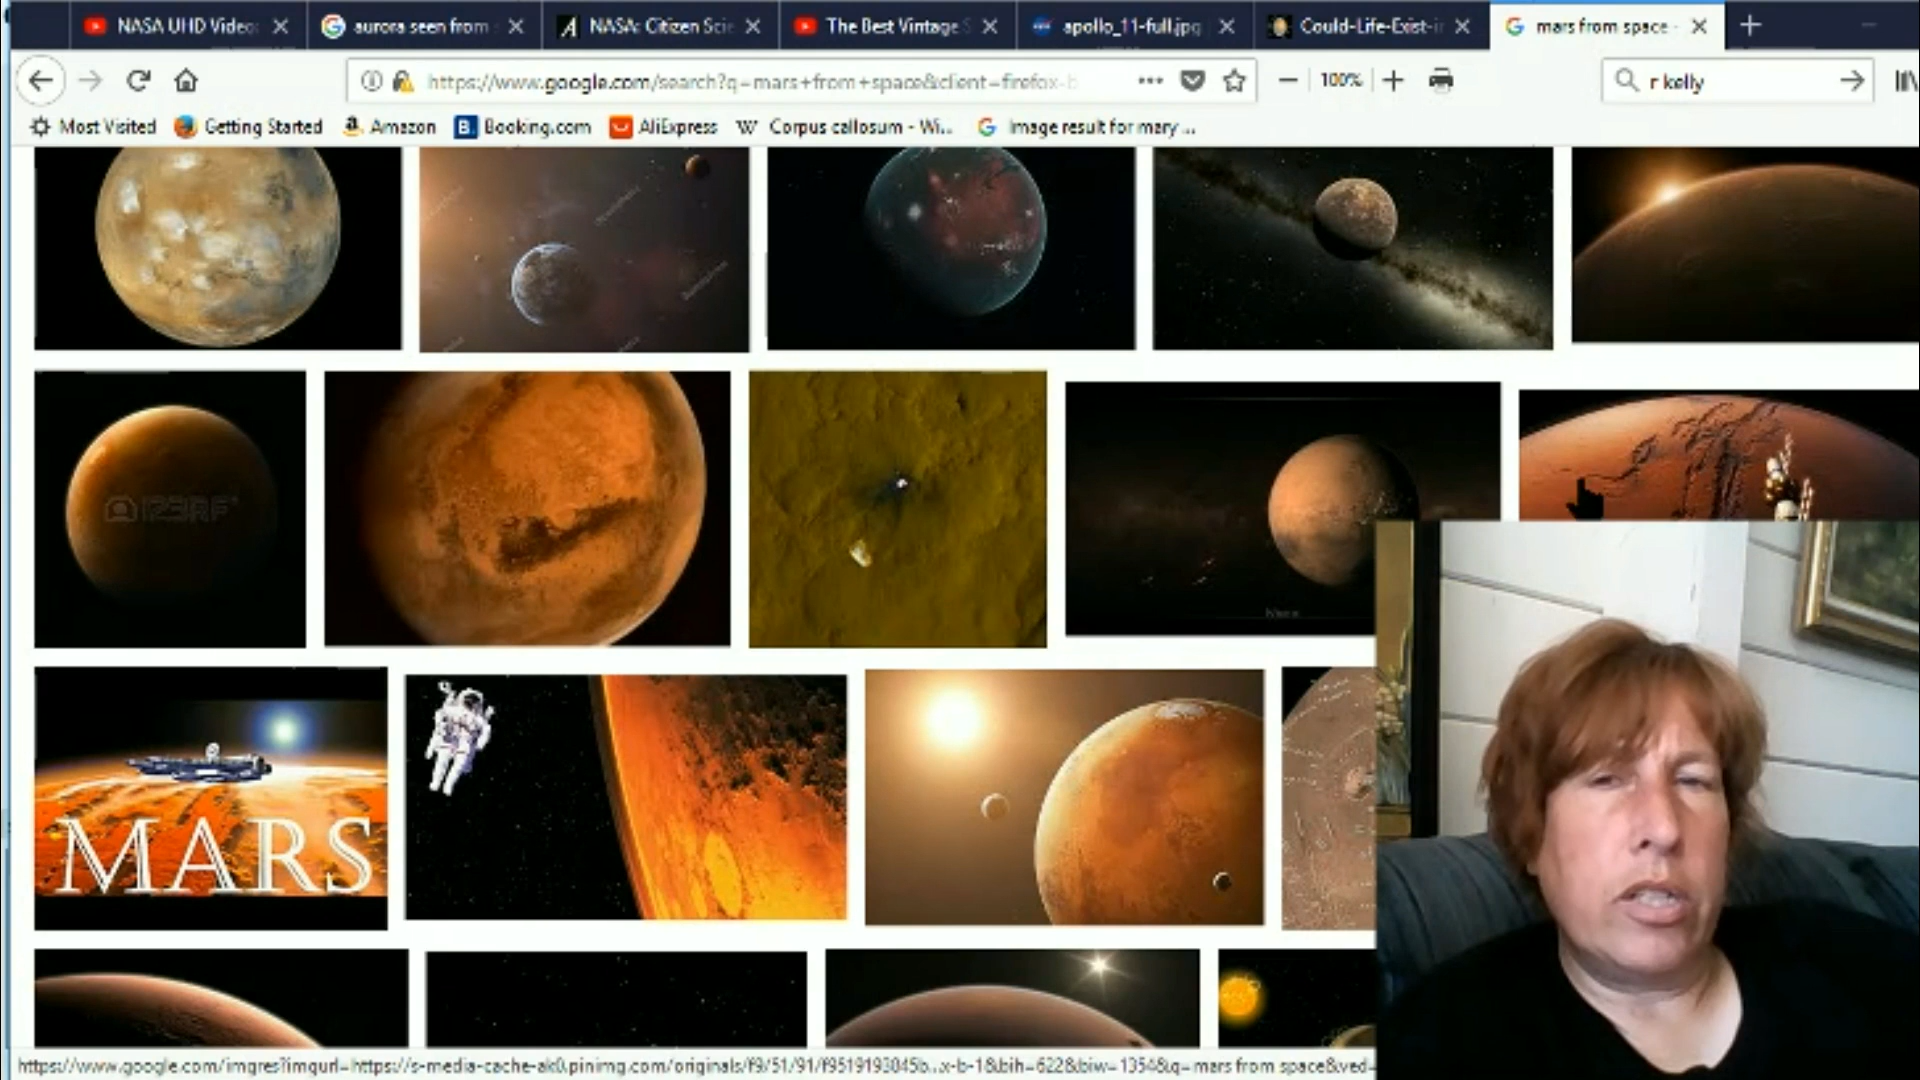 NASA UHD Video:
aurora seen from
NASA: Citizen Scie
The Best Vintage S
apollo_11-full.jpg
Could-Life-Exist-i
mars from space -
https://www.google.com/search?q=mars+from+space&client=firefox-b
100%
r kelly
Most Visited
Getting Started
Amazon
B. Booking.com
AliExpress
W Corpus callosum - Wi...
G Image result for mary ...
123RF
MARS
https://www.google.com/imgres?imgurl=https://s-media-cache-ak0.pinimg.com/originals/f9/51/91/f9519193045b...x-b-1&bih=622&biw=1354&q=mars from space&ved=